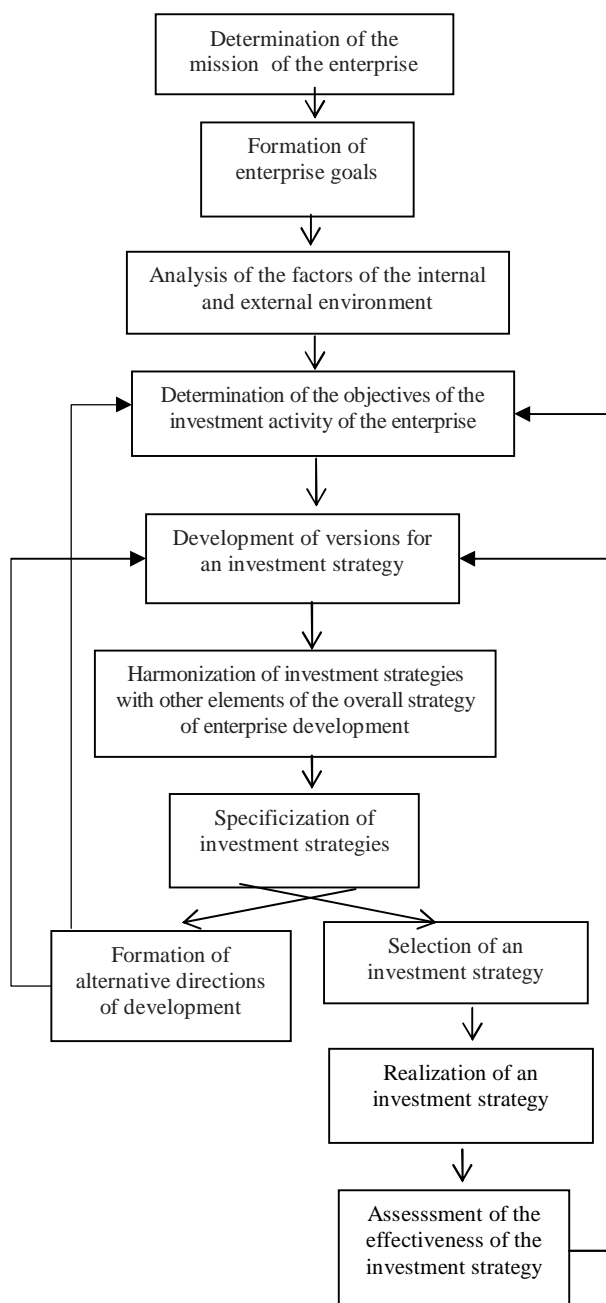 Determination of the
mission of the enterprise
Formation of
enterprise goals
Analysis of the factors of the internal
and external environment
Determination of the objectives of the
investment activity of the enterprise
Development of versions for
an investment strategy
Harmonization of investment strategies
with other elements of the overall strategy
of enterprise development
Specificization of
investment strategies
Formation of
alternative directions
of development
Selection of an
investment strategy
Realization of an
investment strategy
Assesssment of the
effectiveness of the
investment strategy